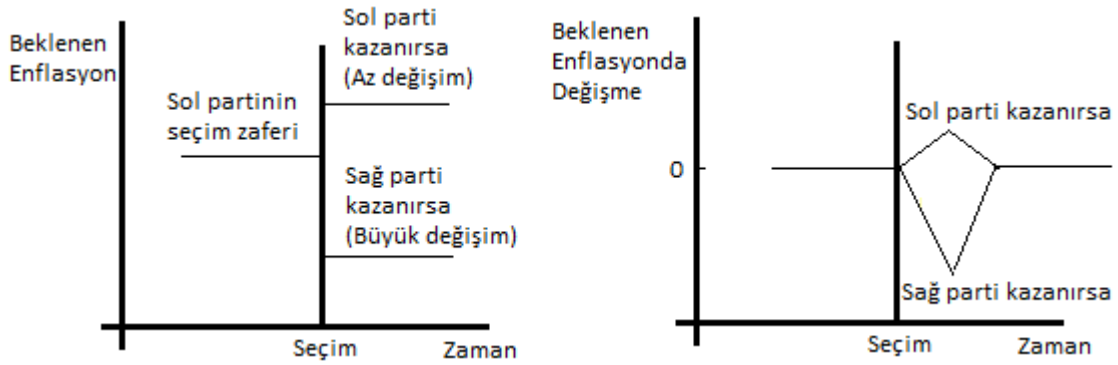 Beklenen
Enflasyon
Sol parti
kazanırsa
(Az değişim)
Sol partinin
seçim zaferi
Sağ parti
kazanırsa
(Büyük değişim)
Seçim
Zaman
Beklenen
Enflasyonda
Değişme
Sol parti kazanırsa
0
Sağ parti kazanırsa
Seçim
Zaman